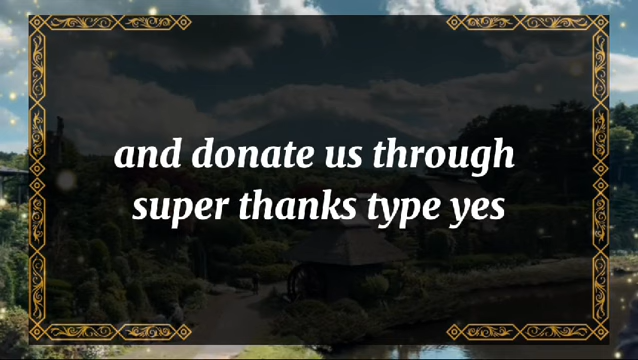 and donate us through
super thanks type yes